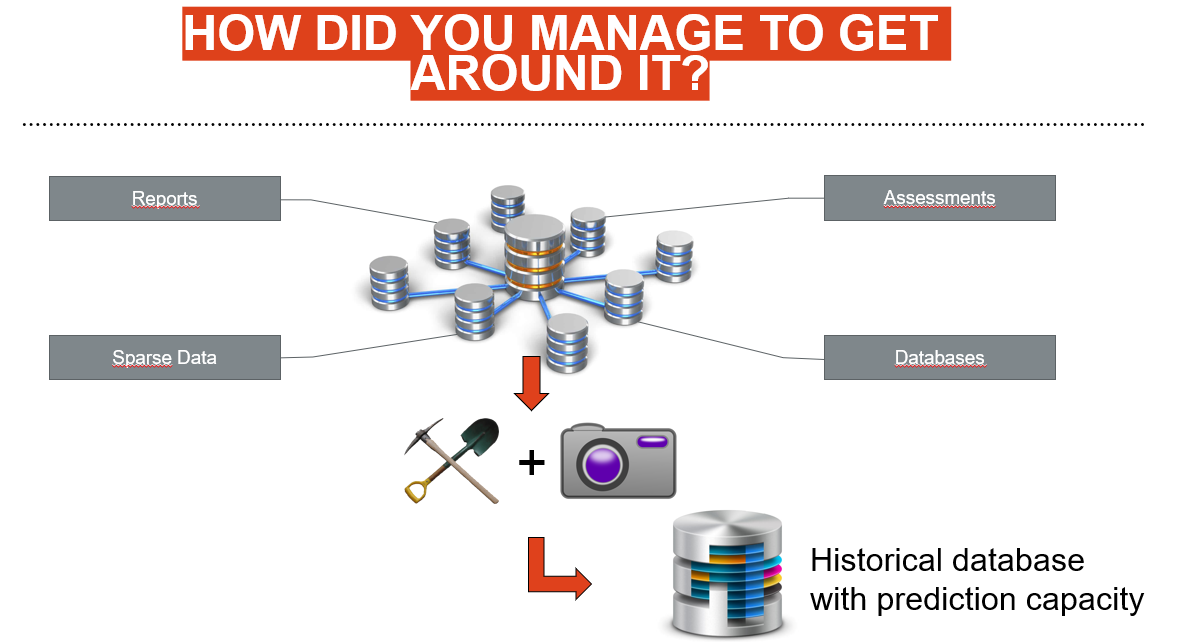 HOW DID YOU MANAGE TO GET
AROUND IT?
Reports
Assessments
Sparse Data
Databases
+
Historical database
with prediction capacity